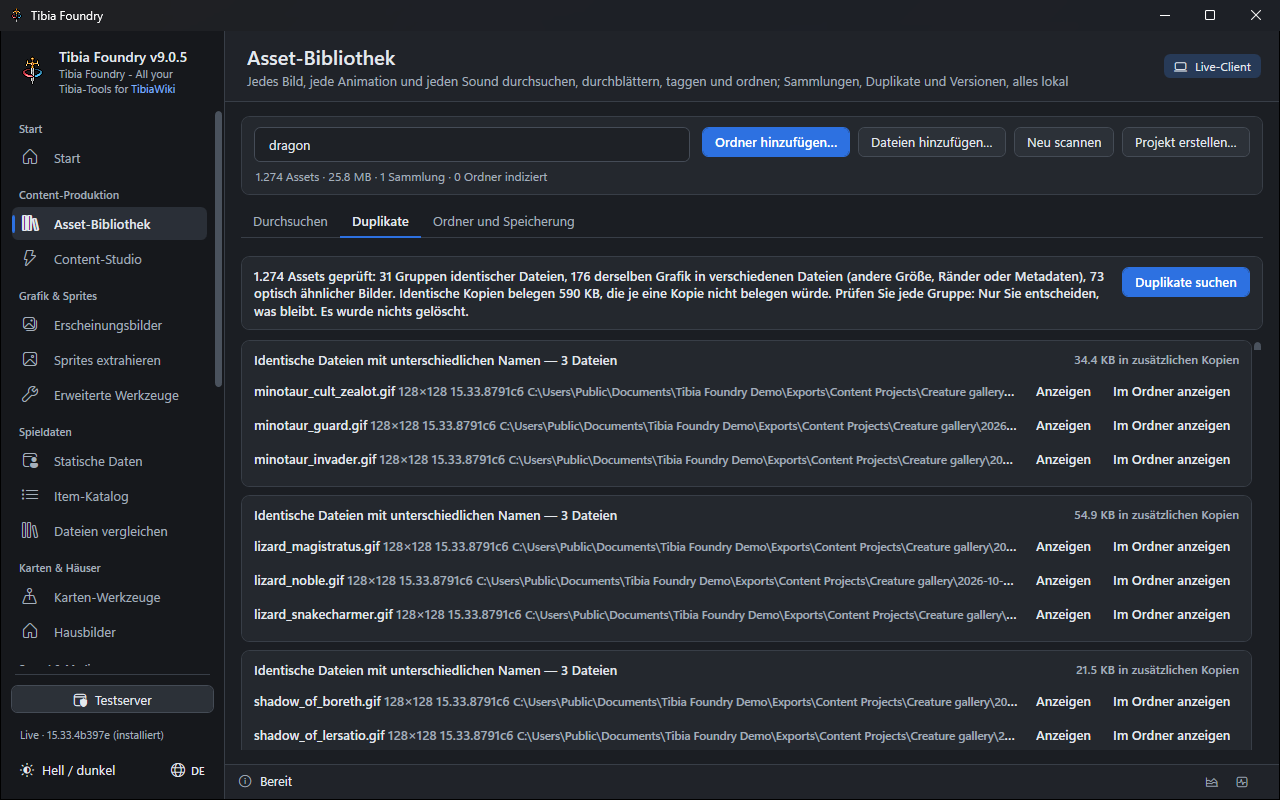 Tibia Foundry
Tibia Foundry v9.0.5
Tibia Foundry - All your
Tibia-Tools for TibiaWiki
Start
Start
Content-Produktion
Asset-Bibliothek
Content-Studio
Grafik & Sprites
Erscheinungsbilder
Sprites extrahieren
Erweiterte Werkzeuge
Spieldaten
Statische Daten
Item-Katalog
Dateien vergleichen
Karten & Häuser
Karten-Werkzeuge
Hausbilder
Testserver
Live · 15.33.4b397e (installiert)
Hell / dunkel
DE
Asset-Bibliothek
Jedes Bild, jede Animation und jeden Sound durchsuchen, durchblättern, taggen und ordnen; Sammlungen, Duplikate und Versionen, alles lokal
Live-Client
dragon
Ordner hinzufügen...
Dateien hinzufügen...
Neu scannen
Projekt erstellen...
1.274 Assets · 25.8 MB · 1 Sammlung · 0 Ordner indiziert
Durchsuchen
Duplikate
Ordner und Speicherung
1.274 Assets geprüft: 31 Gruppen identischer Dateien, 176 derselben Grafik in verschiedenen Dateien (andere Größe, Ränder oder Metadaten), 73
optisch ähnlicher Bilder. Identische Kopien belegen 590 KB, die je eine Kopie nicht belegen würde. Prüfen Sie jede Gruppe: Nur Sie entscheiden,
was bleibt. Es wurde nichts gelöscht.
Duplikate suchen
Identische Dateien mit unterschiedlichen Namen — 3 Dateien
34.4 KB in zusätzlichen Kopien
minotaur_cult_zealot.gif 128×128 15.33.8791c6 C:\Users\Public\Documents\Tibia Foundry Demo\Exports\Content Projects\Creature gallery...
Anzeigen
Im Ordner anzeigen
minotaur_guard.gif 128×128 15.33.8791c6 C:\Users\Public\Documents\Tibia Foundry Demo\Exports\Content Projects\Creature gallery\2026...
Anzeigen
Im Ordner anzeigen
minotaur_invader.gif 128×128 15.33.8791c6 C:\Users\Public\Documents\Tibia Foundry Demo\Exports\Content Projects\Creature gallery\20...
Anzeigen
Im Ordner anzeigen
Identische Dateien mit unterschiedlichen Namen — 3 Dateien
54.9 KB in zusätzlichen Kopien
lizard_magistratus.gif 128×128 15.33.8791c6 C:\Users\Public\Documents\Tibia Foundry Demo\Exports\Content Projects\Creature gallery\20...
Anzeigen
Im Ordner anzeigen
lizard_noble.gif 128×128 15.33.8791c6 C:\Users\Public\Documents\Tibia Foundry Demo\Exports\Content Projects\Creature gallery\2026-10-...
Anzeigen
Im Ordner anzeigen
lizard_snakecharmer.gif 128×128 15.33.8791c6 C:\Users\Public\Documents\Tibia Foundry Demo\Exports\Content Projects\Creature gallery\...
Anzeigen
Im Ordner anzeigen
Identische Dateien mit unterschiedlichen Namen — 3 Dateien
21.5 KB in zusätzlichen Kopien
shadow_of_boreth.gif 128×128 15.33.8791c6 C:\Users\Public\Documents\Tibia Foundry Demo\Exports\Content Projects\Creature gallery\20...
Anzeigen
Im Ordner anzeigen
shadow_of_lersatio.gif 128×128 15.33.8791c6 C:\Users\Public\Documents\Tibia Foundry Demo\Exports\Content Projects\Creature gallery\2...
Anzeigen
Im Ordner anzeigen
Bereit